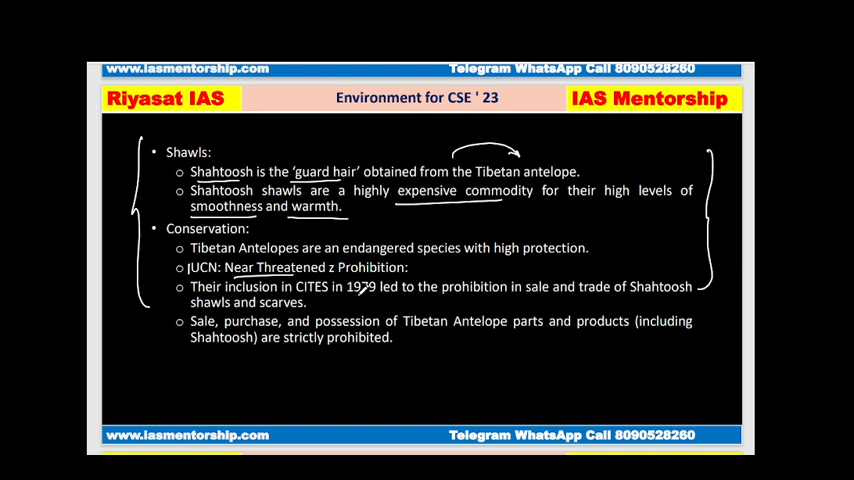 www.iasmentorship.com Telegram WhatsApp Call 8090528260
Riyasat IAS Environment for CSE ' 23 IAS Mentorship
• Shawls:
o Shahtoosh is the 'guard hair' obtained from the Tibetan antelope.
o Shahtoosh shawls are a highly expensive commodity for their high levels of
smoothness and warmth.
• Conservation:
o Tibetan Antelopes are an endangered species with high protection.
o IUCN: Near Threatened z Prohibition:
o Their inclusion in CITES in 1979 led to the prohibition in sale and trade of Shahtoosh
shawls and scarves.
o Sale, purchase, and possession of Tibetan Antelope parts and products (including
Shahtoosh) are strictly prohibited.
www.iasmentorship.com Telegram WhatsApp Call 8090528260